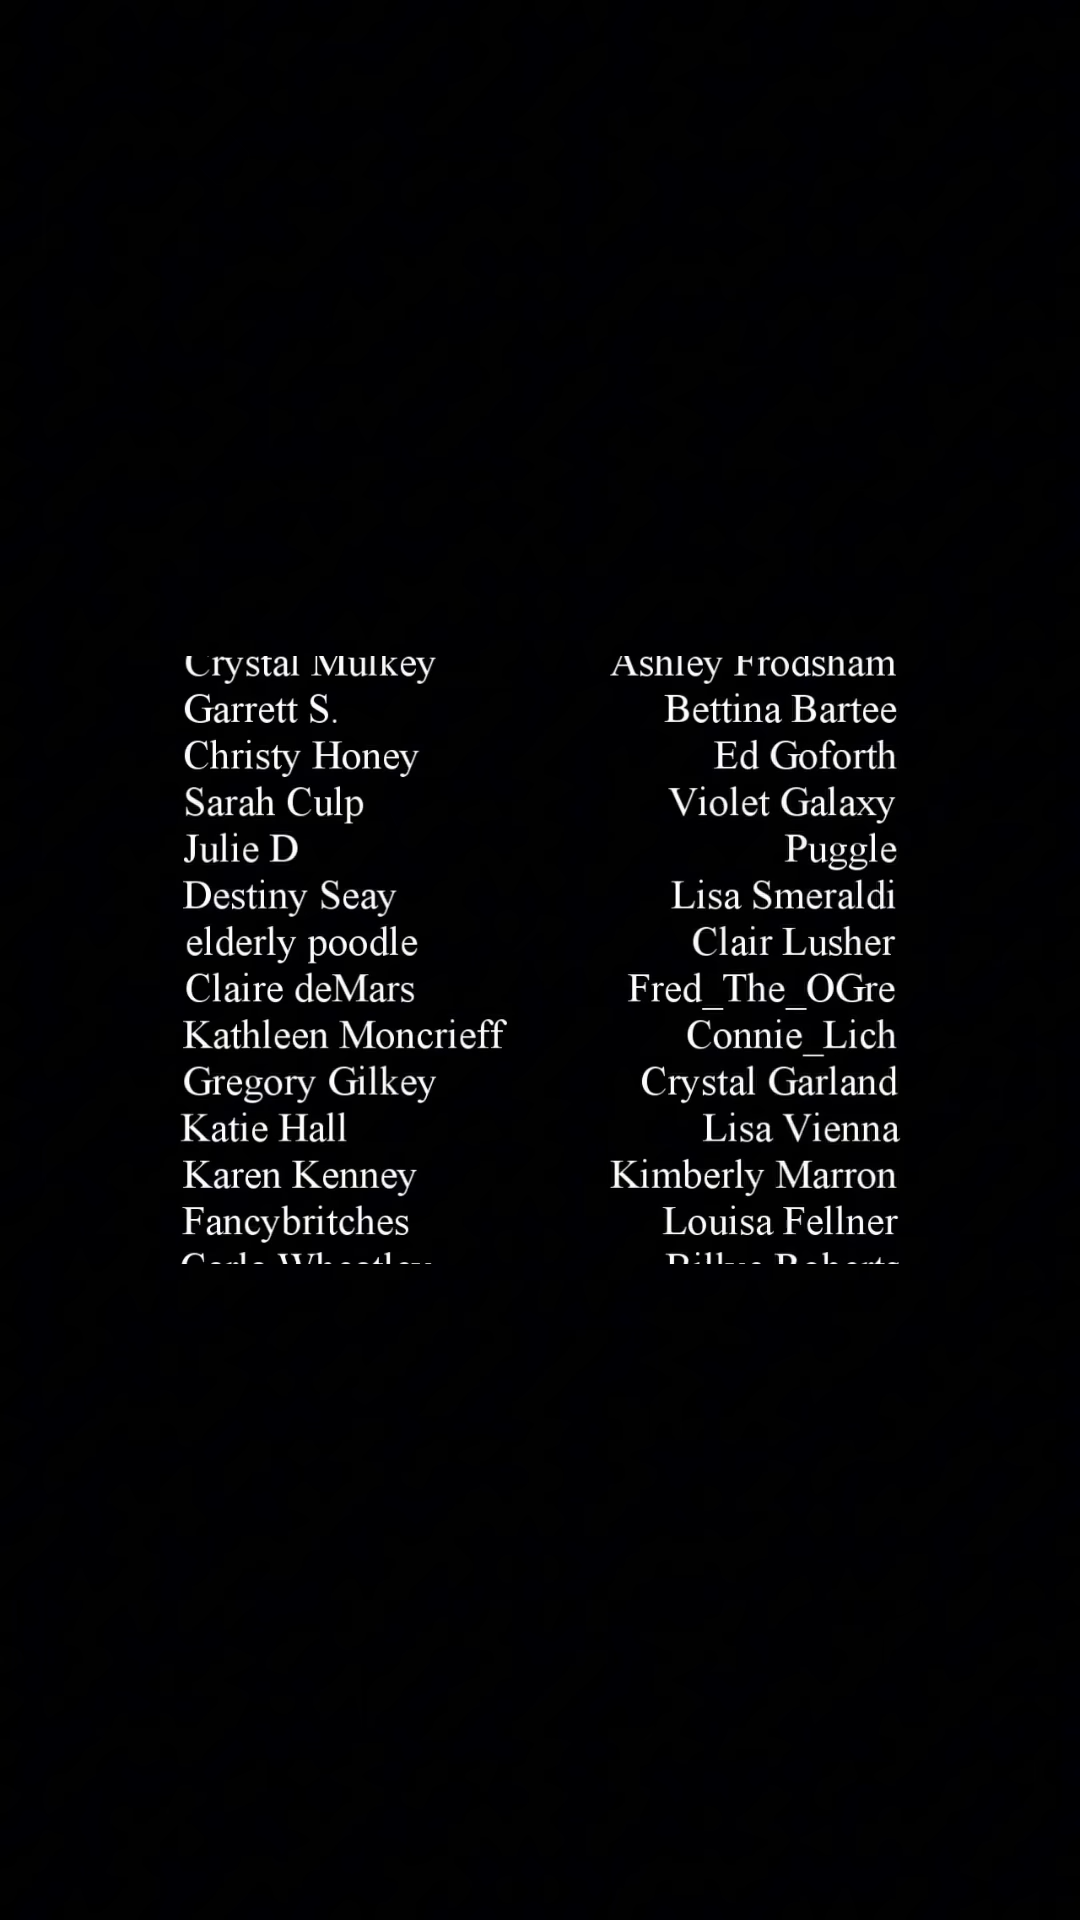 Crystal Mulkey Ashley Frodsham
Garrett S. Bettina Bartee
Christy Honey Ed Goforth
Sarah Culp Violet Galaxy
Julie D Puggle
Destiny Seay Lisa Smeraldi
elderly poodle Clair Lusher
Claire deMars Fred_The_OGre
Kathleen Moncrieff Connie_Lich
Gregory Gilkey Crystal Garland
Katie Hall Lisa Vienna
Karen Kenney Kimberly Marron
Fancybritches Louisa Fellner